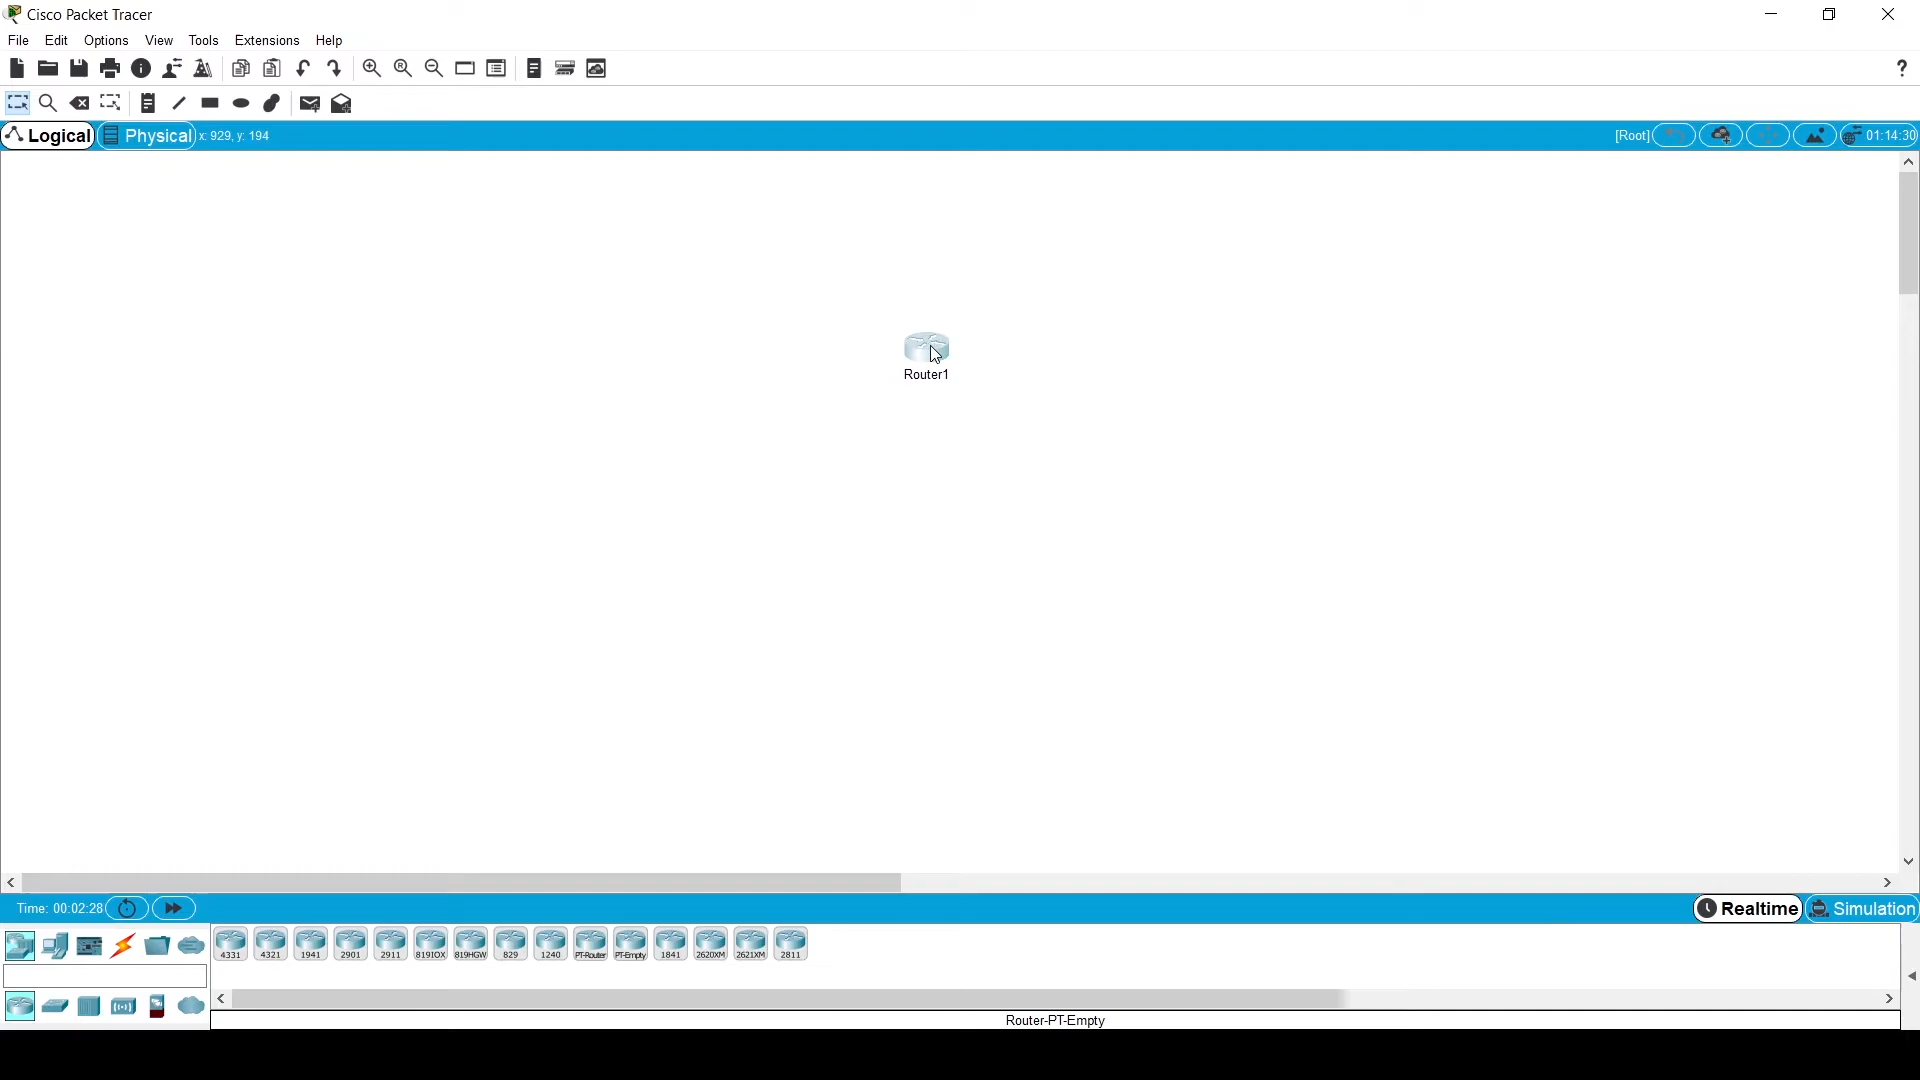 Cisco Packet Tracer
File Edit Options View Tools Extensions Help
?
Logical Physical x: 929, y: 194 [Root] 01:14:30
Router1
Time: 00:02:28 Realtime Simulation
4331 4321 1941 2901 2911 819IOX 819HGW 829 1240 PT-Router PT-Empty 1841 2620XM 2621XM 2811
Router-PT-Empty